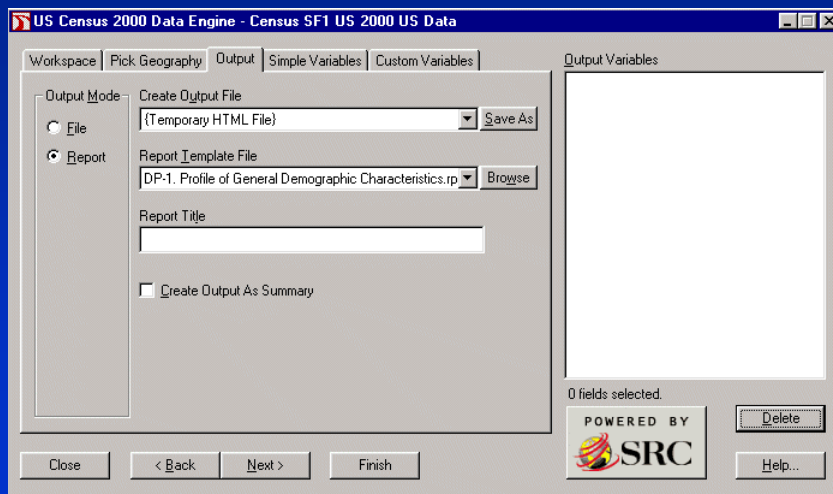 US Census 2000 Data Engine - Census SF1 US 2000 US Data
Workspace Pick Geography Output Simple Variables Custom Variables
Output Variables
Output Mode
File
Report
Create Output File
{Temporary HTML File}
Save As
Report Template File
DP-1. Profile of General Demographic Characteristics.rp
Browse
Report Title
Create Output As Summary
0 fields selected.
POWERED BY
SRC
Delete
Close
< Back
Next >
Finish
Help...